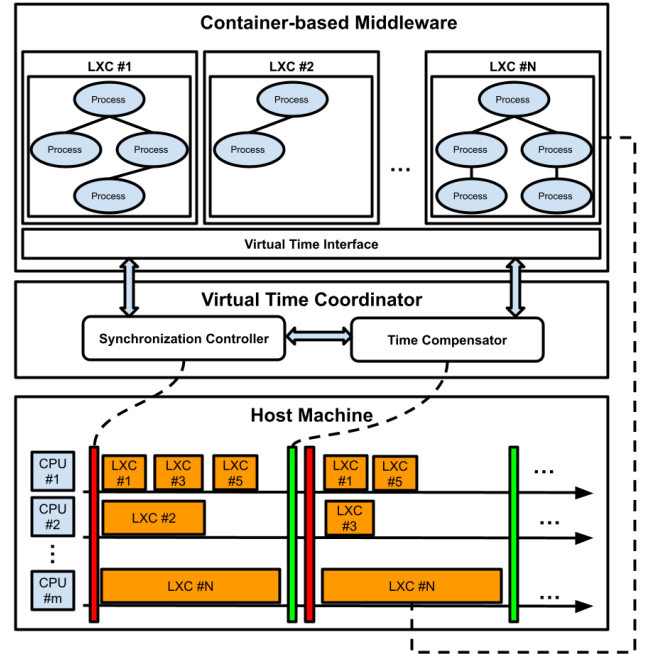 Container-based Middleware
LXC #1
LXC #2
LXC #N
Process
Process
Process
Process
Process
Process
Process
Process
Process
Process
Process
...
Process
Process
Virtual Time Interface
Virtual Time Coordinator
Synchronization Controller
Time Compensator
Host Machine
CPU
#1
LXC
#1
LXC
#3
LXC
#5
LXC
#1
LXC
#5
...
CPU
#2
LXC #2
LXC
#3
...
...
CPU
#m
LXC #N
LXC #N
...